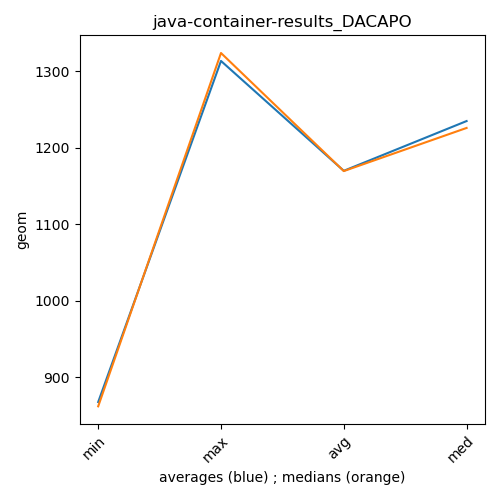 java-container-results_DACAPO
1300
1200
1100
1000
900
geom
min
max
avg
med
averages (blue) ; medians (orange)